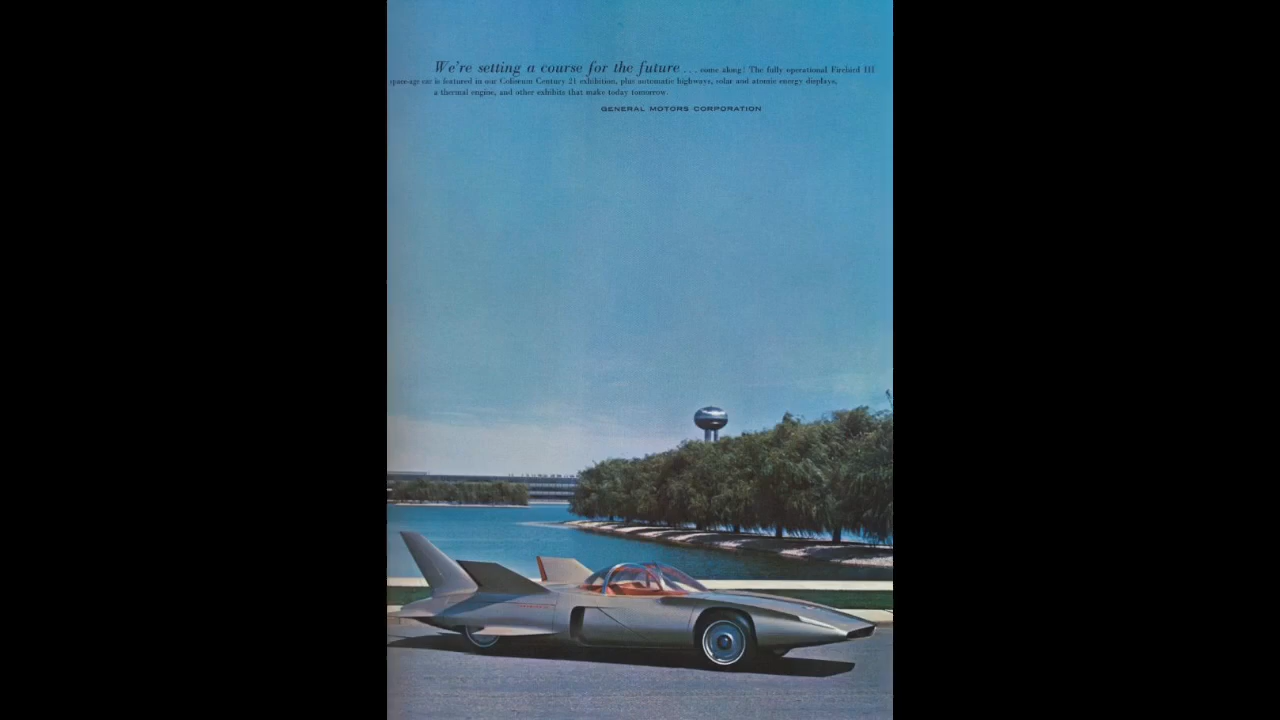 We're setting a course for the future . . . come along! The fully operational Firebird III
space-age car is featured in our Coliseum Century 21 exhibition, plus automatic highways, solar and atomic energy displays,
a thermal engine, and other exhibits that make today tomorrow.
GENERAL MOTORS CORPORATION